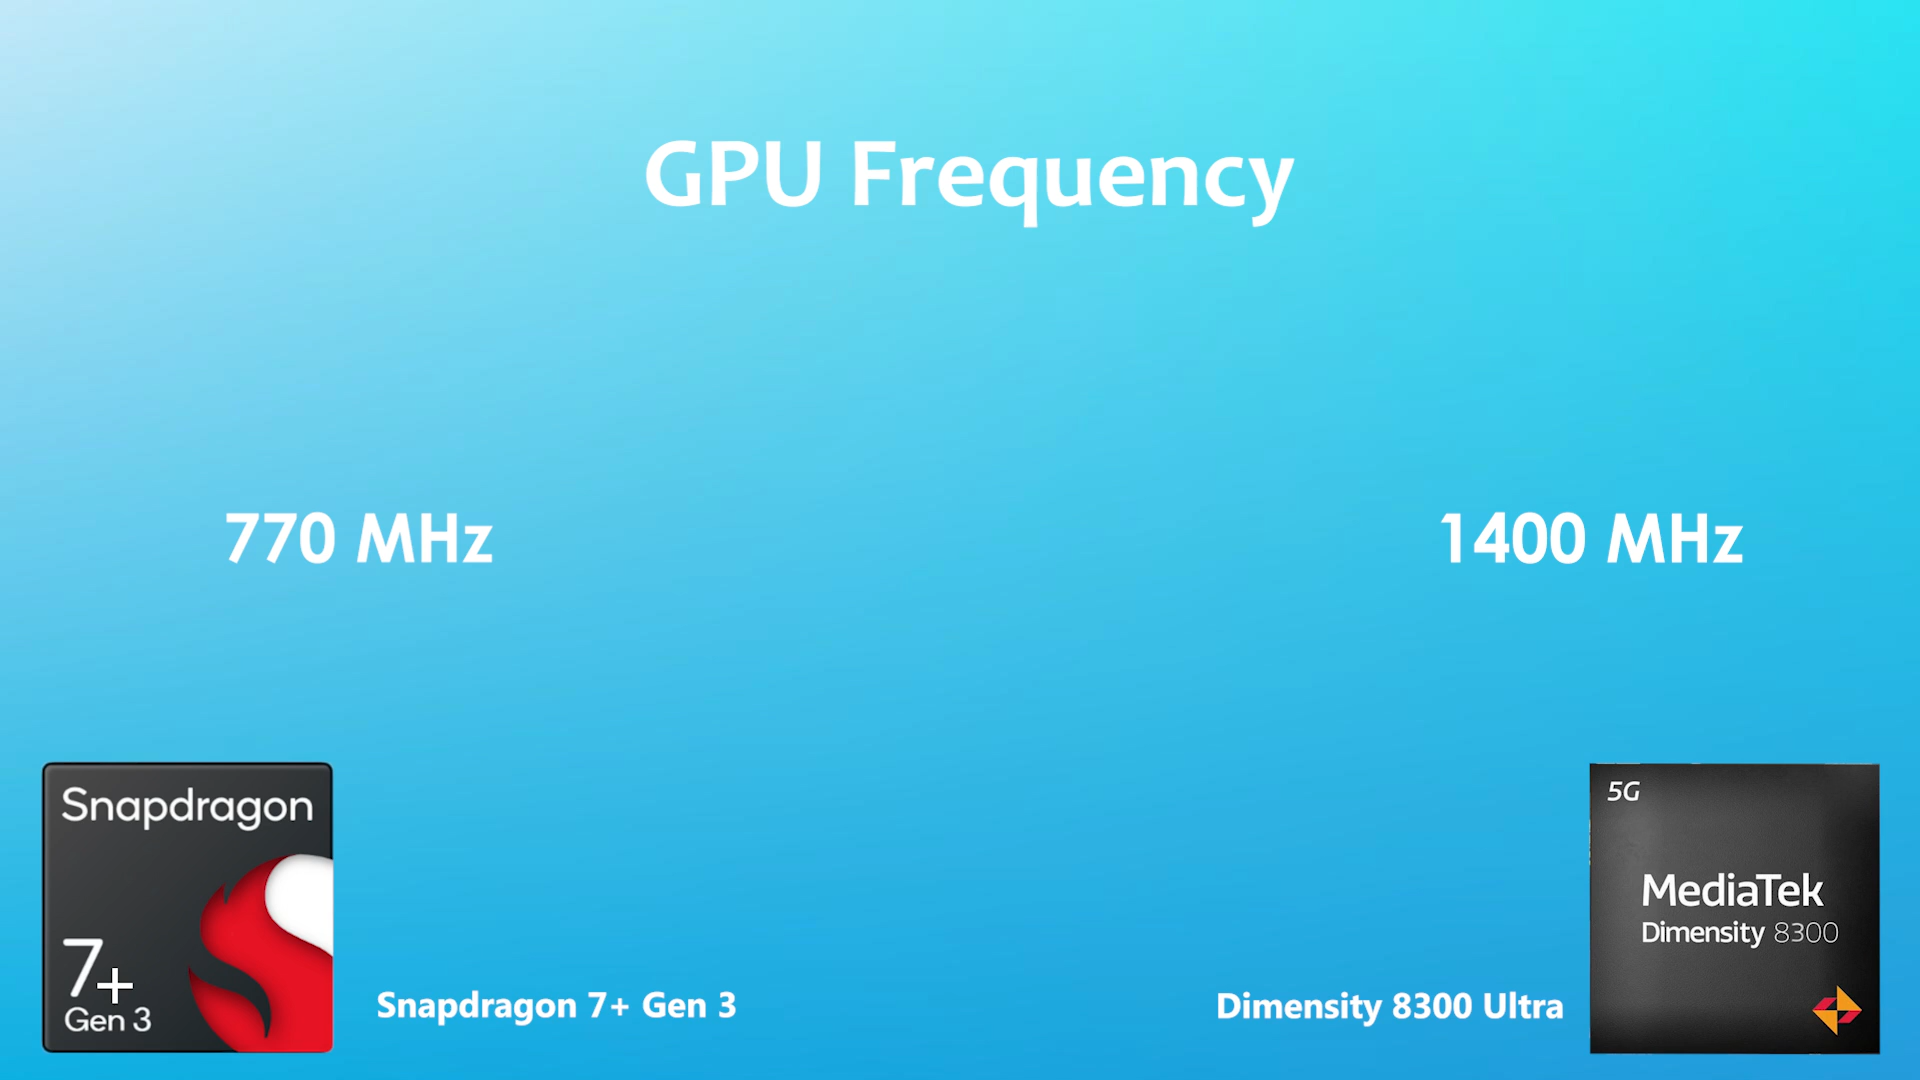 GPU Frequency
770 MHz
1400 MHz
Snapdragon
7+
Gen 3
Snapdragon 7+ Gen 3
Dimensity 8300 Ultra
5G
MediaTek
Dimensity 8300